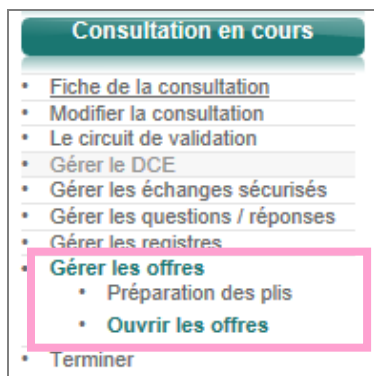 Consultation en cours
Fiche de la consultation
Modifier la consultation
Le circuit de validation
Gérer le DCE
Gérer les échanges sécurisés
Gérer les questions / réponses
Gérer les registres
Gérer les offres
Préparation des plis
Ouvrir les offres
Terminer